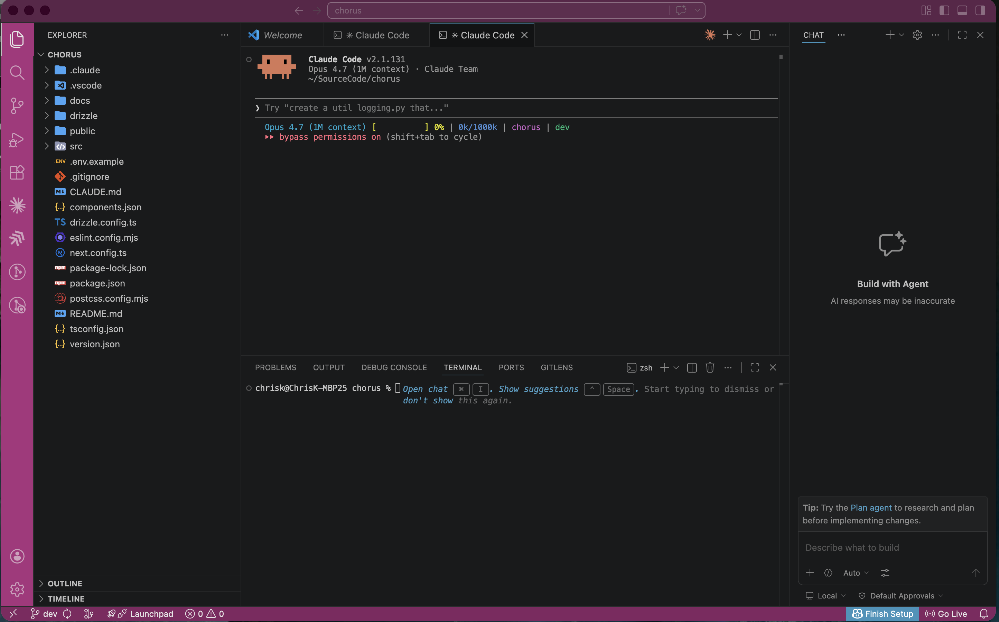 chorus
EXPLORER
CHORUS
.claude
.vscode
docs
drizzle
public
src
.ENV .env.example
.gitignore
M↓ CLAUDE.md
{...} components.json
TS drizzle.config.ts
eslint.config.mjs
N next.config.ts
npm package-lock.json
npm package.json
postcss.config.mjs
M↓ README.md
{...} tsconfig.json
{...} version.json
OUTLINE
TIMELINE
Welcome
✳ Claude Code
✳ Claude Code
Claude Code v2.1.131
Opus 4.7 (1M context) · Claude Team
~/SourceCode/chorus
❯ Try "create a util logging.py that..."
Opus 4.7 (1M context) [          ] 0% | 0k/1000k | chorus | dev
⏵⏵ bypass permissions on (shift+tab to cycle)
PROBLEMS OUTPUT DEBUG CONSOLE TERMINAL PORTS GITLENS
zsh
chrisk@ChrisK-MBP25 chorus % Open chat ⌘ I. Show suggestions ^ Space. Start typing to dismiss or
don't show this again.
CHAT
Build with Agent
AI responses may be inaccurate
Tip: Try the Plan agent to research and plan
before implementing changes.
Describe what to build
Auto
Local Default Approvals
dev Launchpad 0 0 Finish Setup Go Live